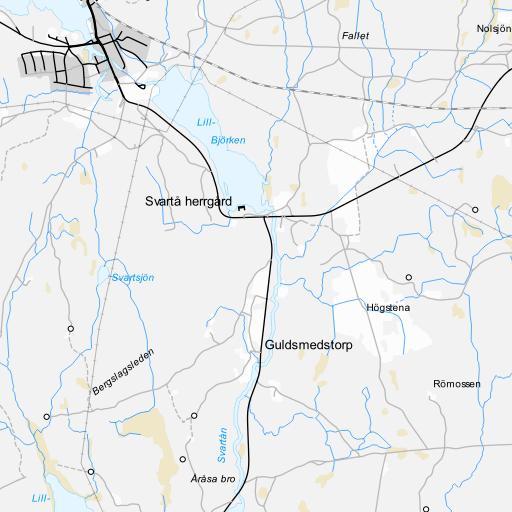 Nolsjön
Fallet
Lill-
Björken
Svartå herrgård
Svartsjön
Högstena
Guldsmedstorp
Bergslagsleden
Römossen
Svartån
Åråsa bro
Lill-